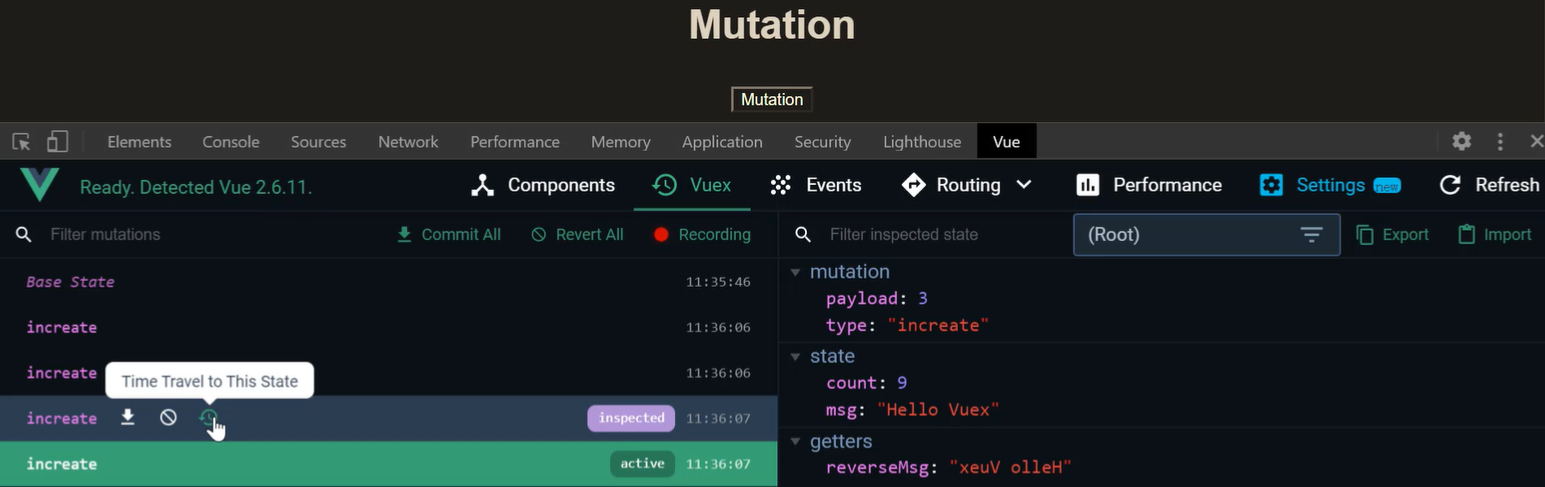 Mutation
Mutation
Elements Console Sources Network Performance Memory Application Security Lighthouse Vue
Ready. Detected Vue 2.6.11. Components Vuex Events Routing Performance Settings new Refresh
Filter mutations Commit All Revert All Recording Filter inspected state (Root) Export Import
Base State 11:35:46
increate 11:36:06
increate 11:36:06
Time Travel to This State
increate inspected 11:36:07
increate active 11:36:07
mutation
payload: 3
type: "increate"
state
count: 9
msg: "Hello Vuex"
getters
reverseMsg: "xeuV olleH"